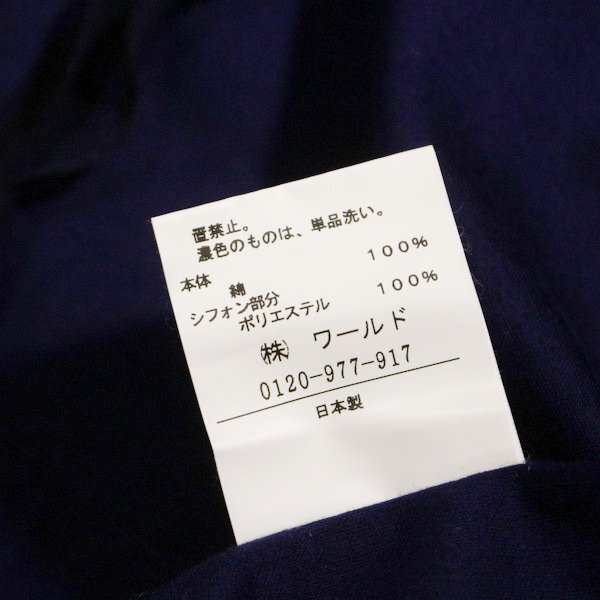 置禁止。
濃色のものは、単品洗い。
本体
綿 100%
シフォン部分
ポリエステル 100%
㈱ ワールド
0120-977-917
日本製